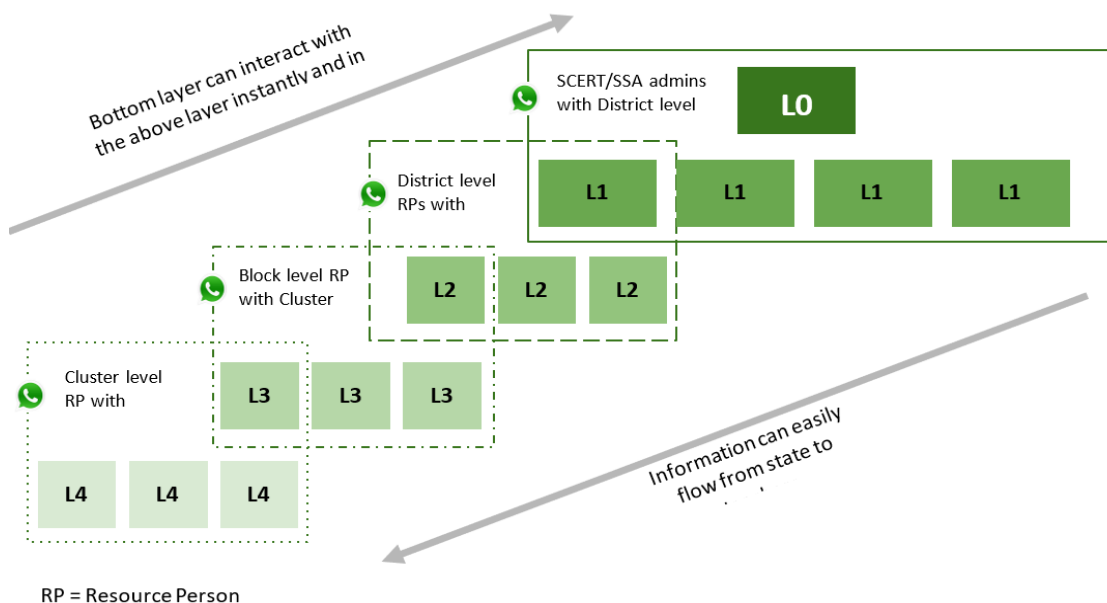 Bottom layer can interact with
the above layer instantly and in
SCERT/SSA admins
with District level
L0
L1
L1
L1
L1
District level
RPs with
L2
L2
L2
Block level RP
with Cluster
L3
L3
L3
Cluster level
RP with
L4
L4
L4
Information can easily
flow from state to
RP = Resource Person